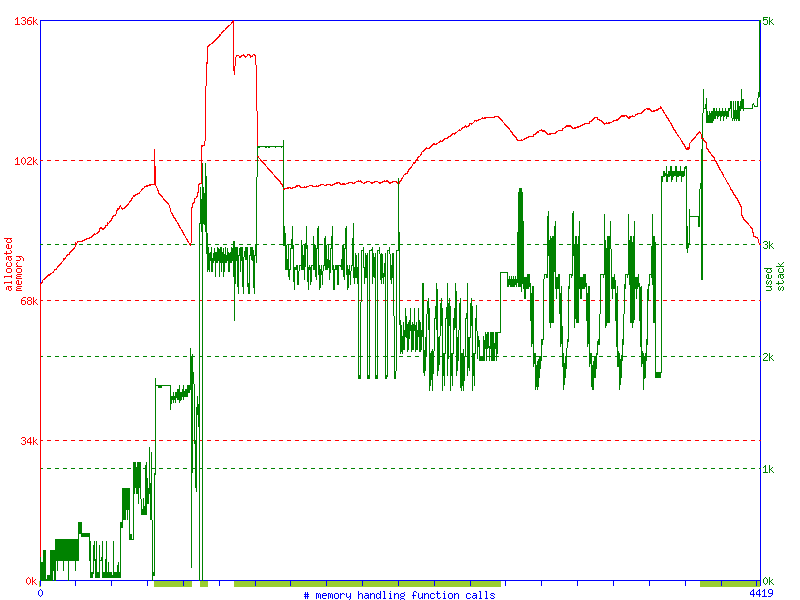 136k
5k
102k
allocated
memory
3k
used
stack
68k
2k
34k
1k
0k
0k
0
# memory handling function calls
4419